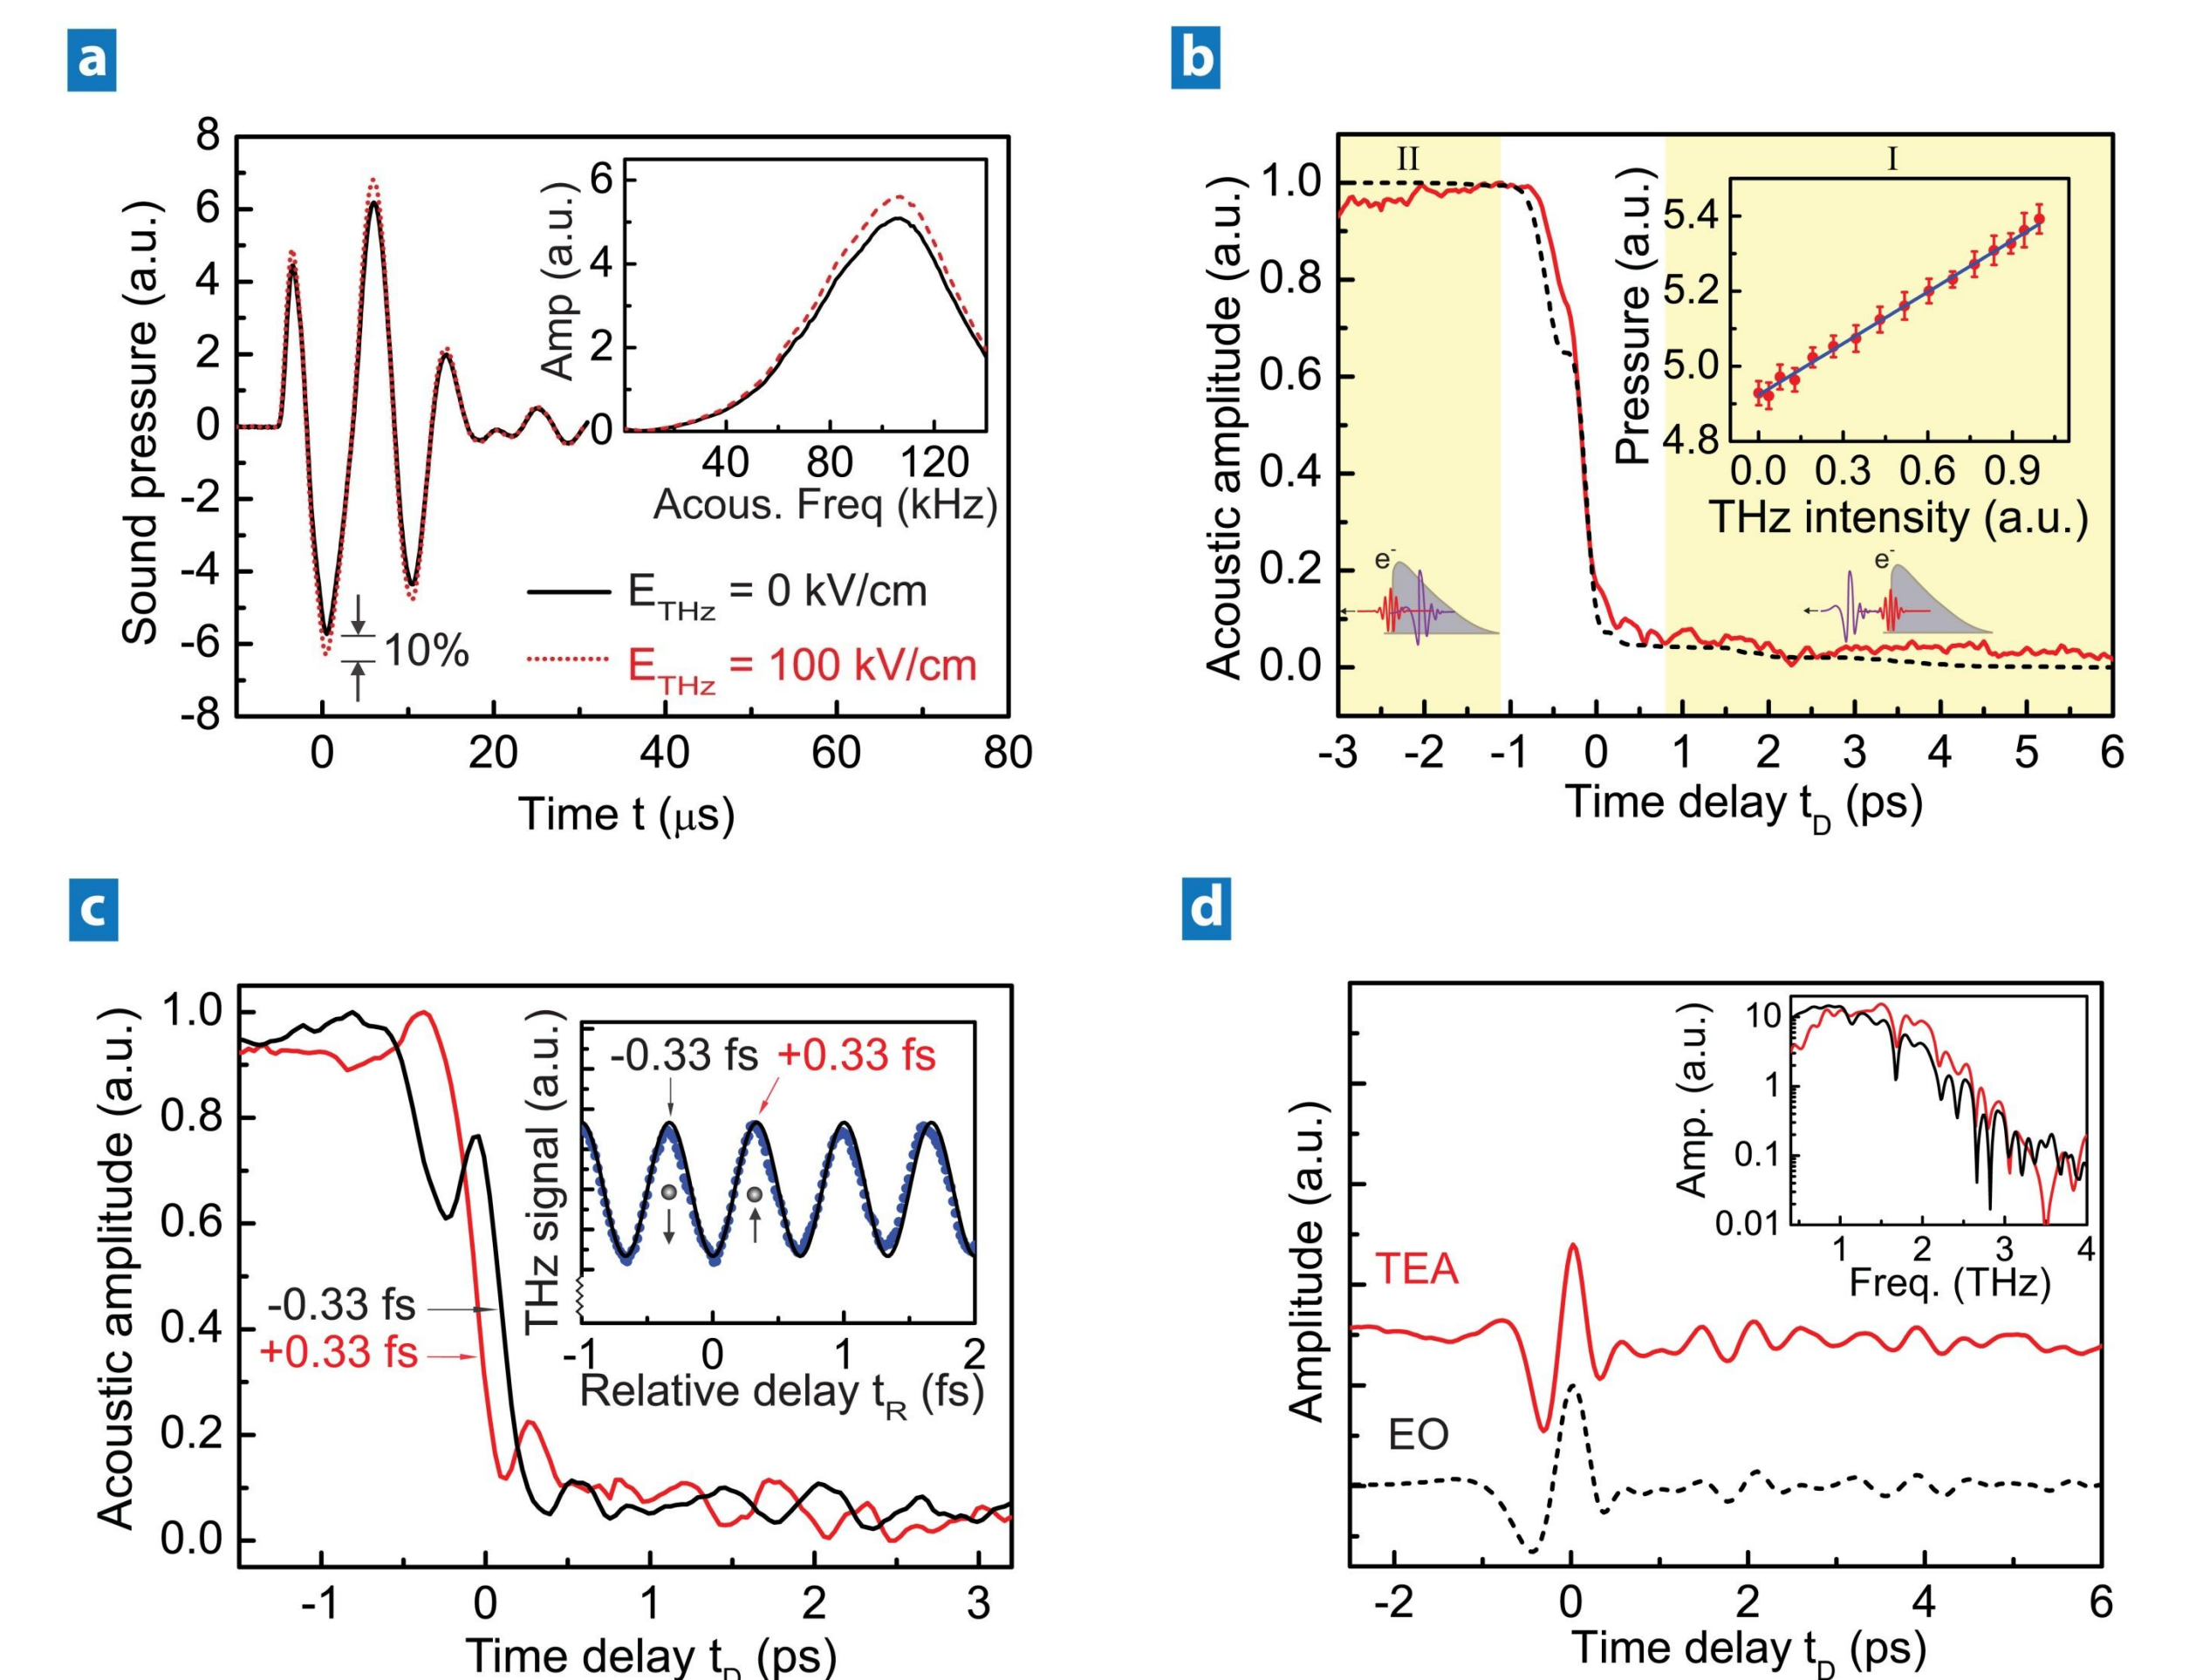 a
8
6
4
2
0
-2
-4
-6
-8
Sound pressure (a.u.)
0 20 40 60 80
Time t (μs)
6
4
2
0
Amp (a.u.)
40 80 120
Acous. Freq (kHz)
10%
E_THz = 0 kV/cm
E_THz = 100 kV/cm
b
1.0
0.8
0.6
0.4
0.2
0.0
Acoustic amplitude (a.u.)
-3 -2 -1 0 1 2 3 4 5 6
Time delay t_D (ps)
II
I
5.4
5.2
5.0
4.8
Pressure (a.u.)
0.0 0.3 0.6 0.9
THz intensity (a.u.)
e-
e-
c
1.0
0.8
0.6
0.4
0.2
0.0
Acoustic amplitude (a.u.)
-1 0 1 2 3
Time delay t_D (ps)
-0.33 fs
+0.33 fs
-0.33 fs +0.33 fs
THz signal (a.u.)
-1 0 1 2
Relative delay t_R (fs)
d
Amplitude (a.u.)
TEA
EO
-2 0 2 4 6
Time delay t_D (ps)
10
1
0.1
0.01
Amp. (a.u.)
1 2 3 4
Freq. (THz)